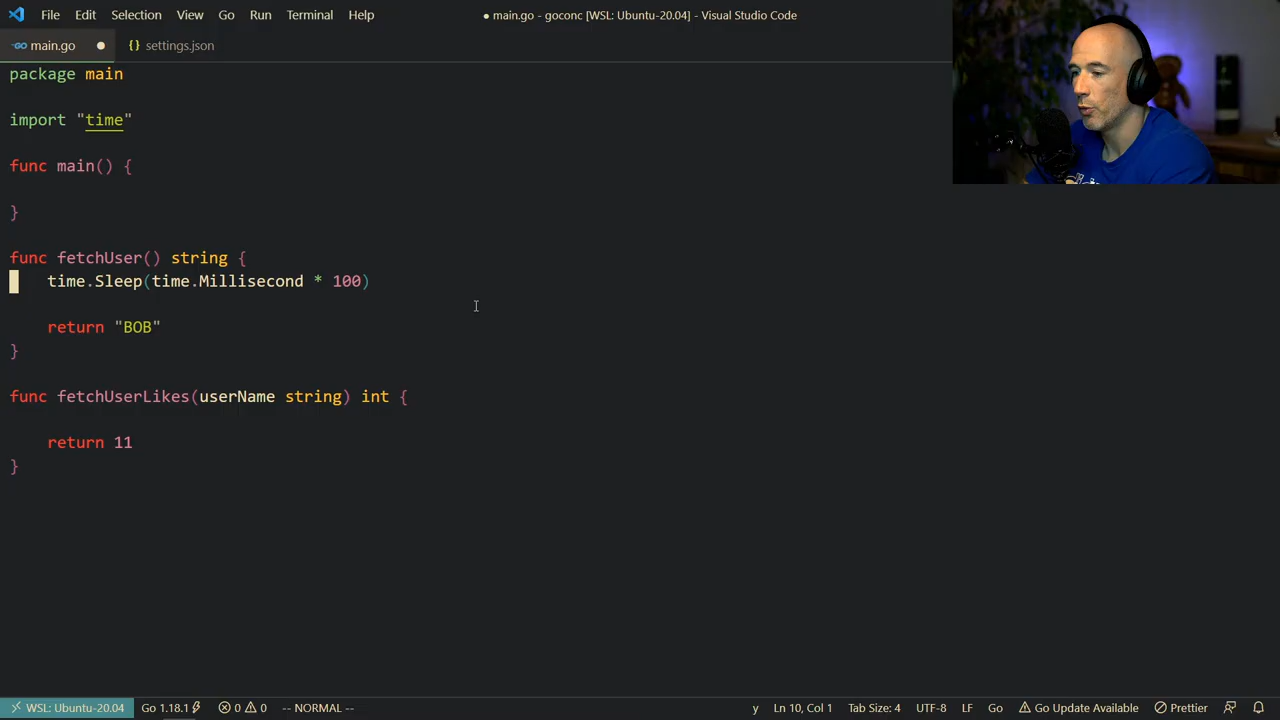 File Edit Selection View Go Run Terminal Help
● main.go - goconc [WSL: Ubuntu-20.04] - Visual Studio Code
main.go
{} settings.json
package main
import "time"
func main() {
}
func fetchUser() string {
time.Sleep(time.Millisecond * 100)
return "BOB"
}
func fetchUserLikes(userName string) int {
return 11
}
WSL: Ubuntu-20.04 Go 1.18.1 0 0 -- NORMAL -- y Ln 10, Col 1 Tab Size: 4 UTF-8 LF Go Go Update Available Prettier